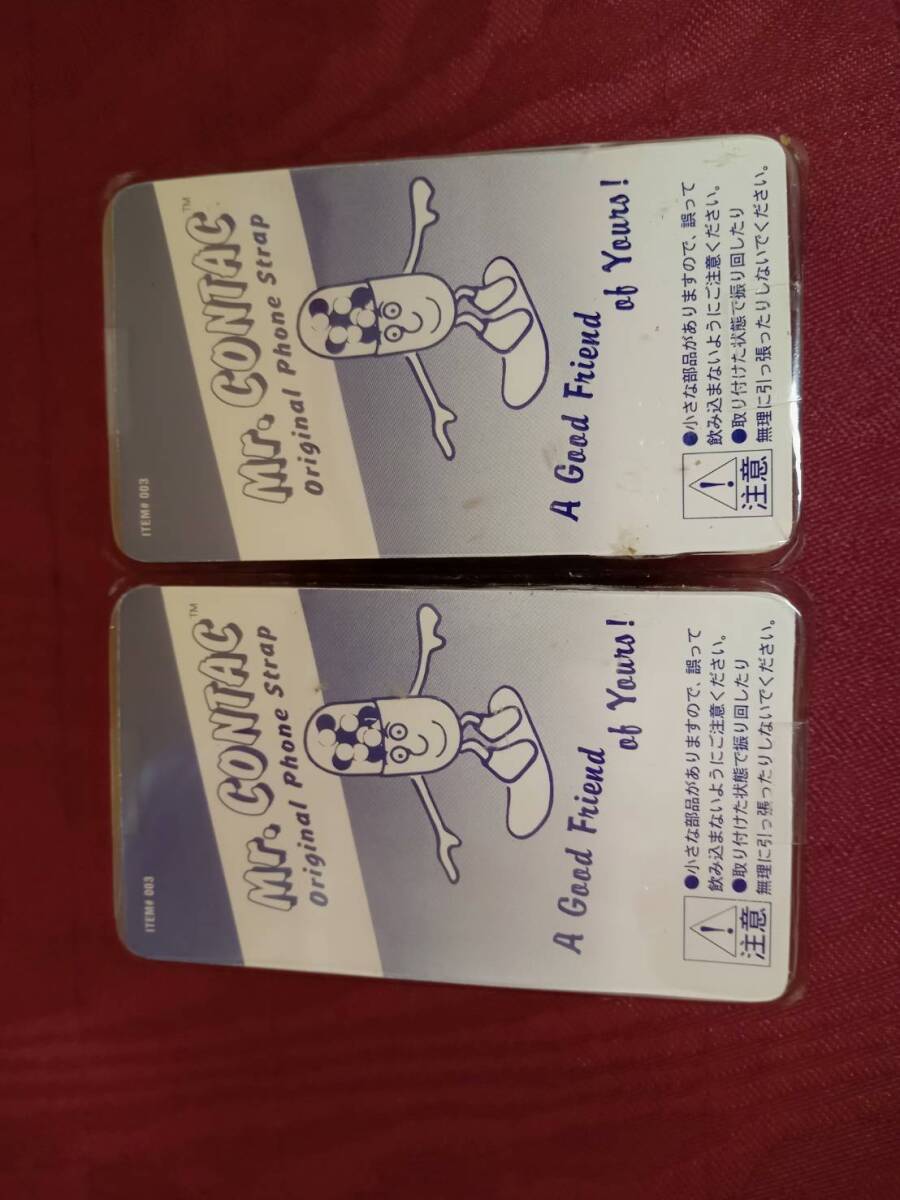 ITEM# 003
Mr. CONTAC™
Original Phone Strap
A Good Friend
of Yours!
注意
●小さな部品がありますので、誤って
飲み込まないようにご注意ください。
●取り付けた状態で振り回したり
無理に引っ張ったりしないでください。
ITEM# 003
Mr. CONTAC™
Original Phone Strap
A Good Friend
of Yours!
注意
●小さな部品がありますので、誤って
飲み込まないようにご注意ください。
●取り付けた状態で振り回したり
無理に引っ張ったりしないでください。